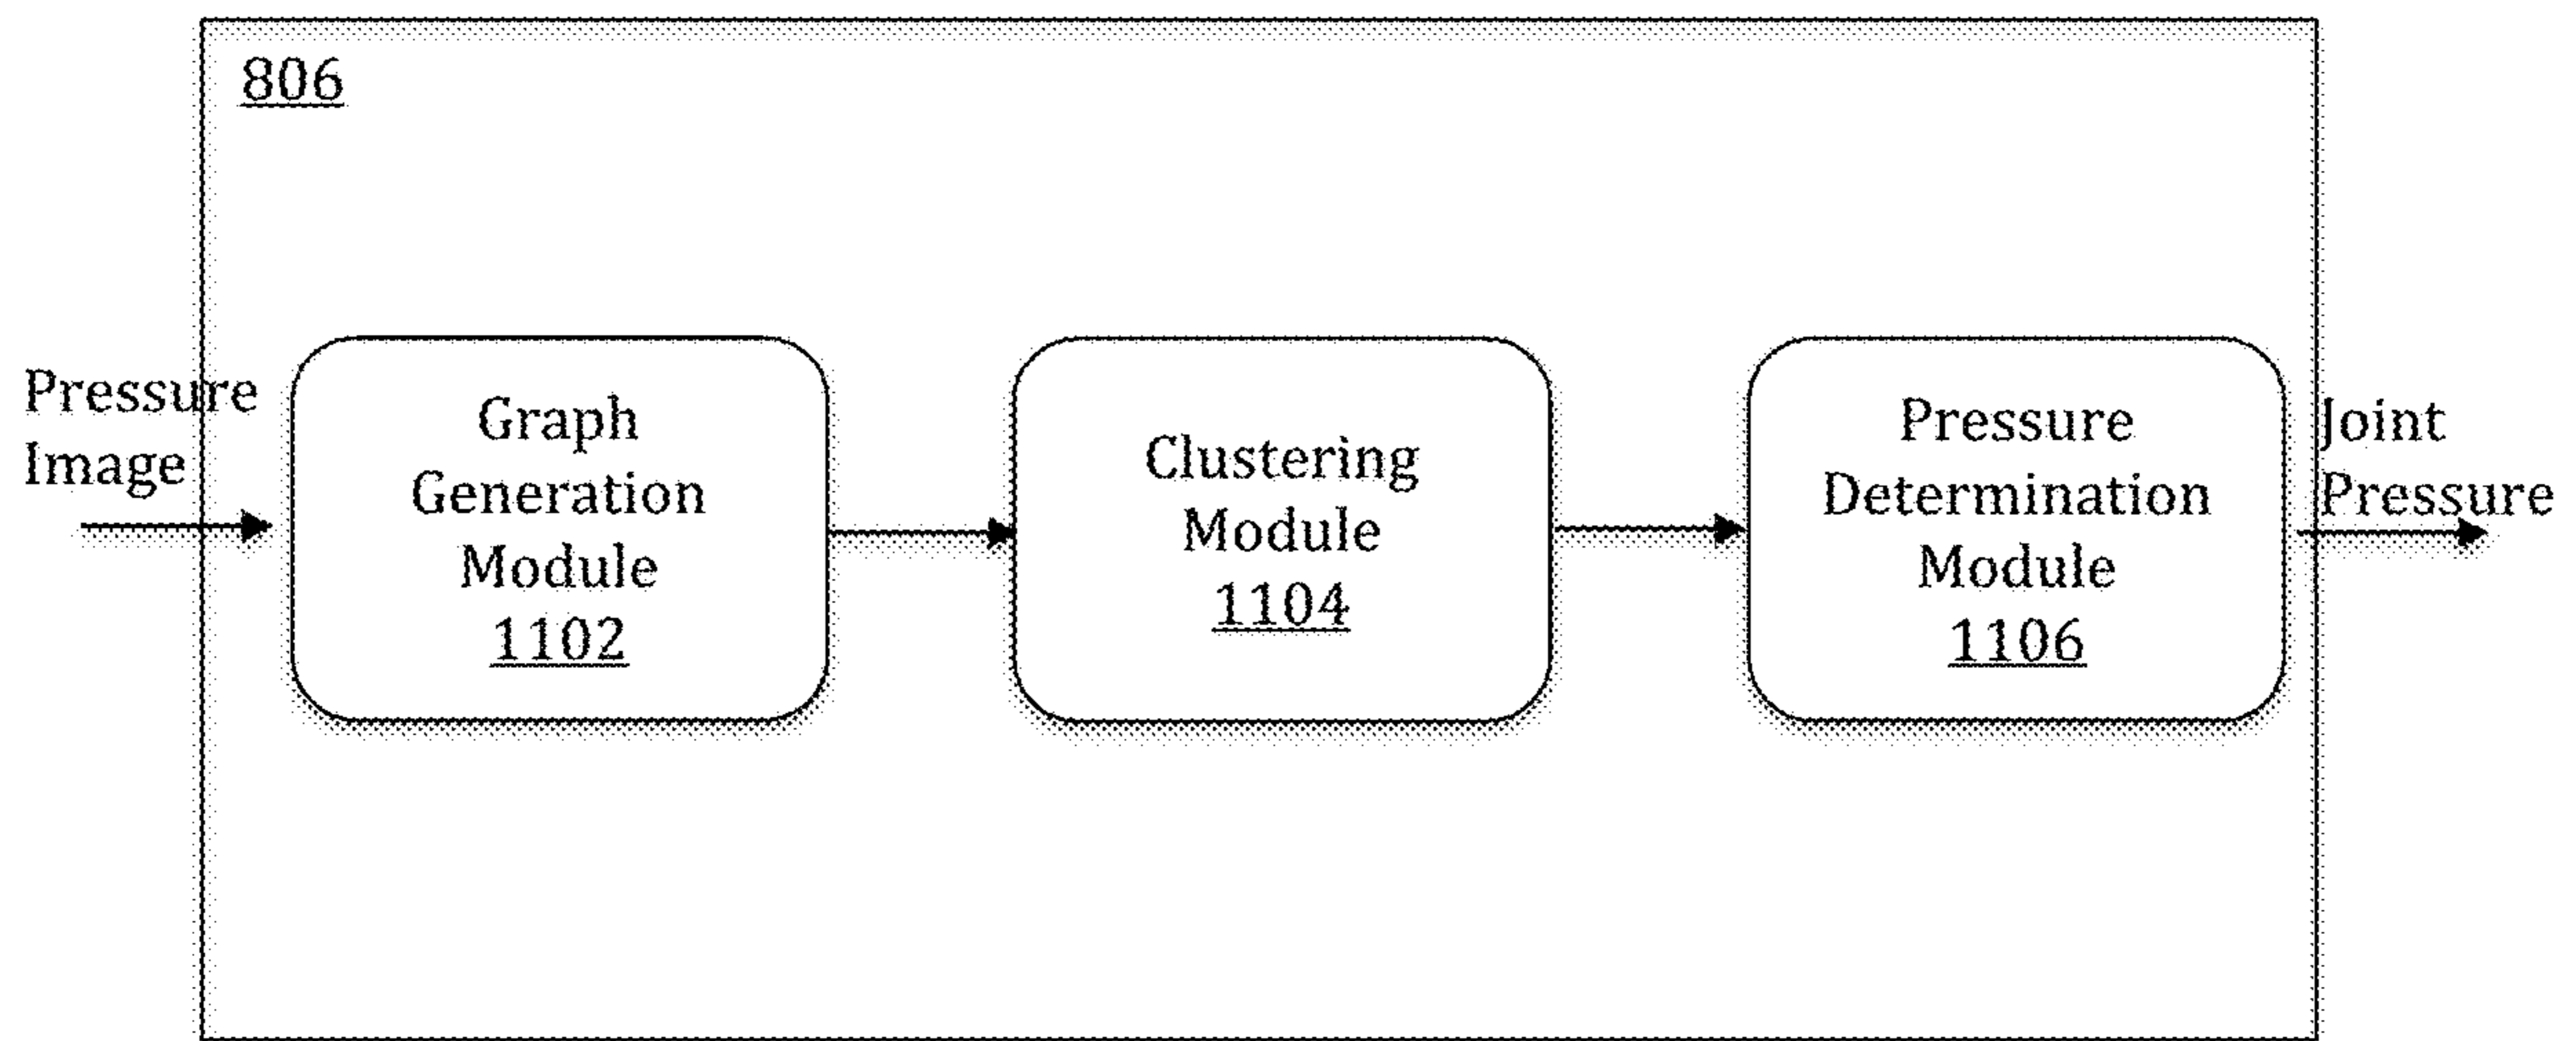 806
Pressure
Image
Graph
Generation
Module
1102
Clustering
Module
1104
Pressure
Determination
Module
1106
Joint
Pressure